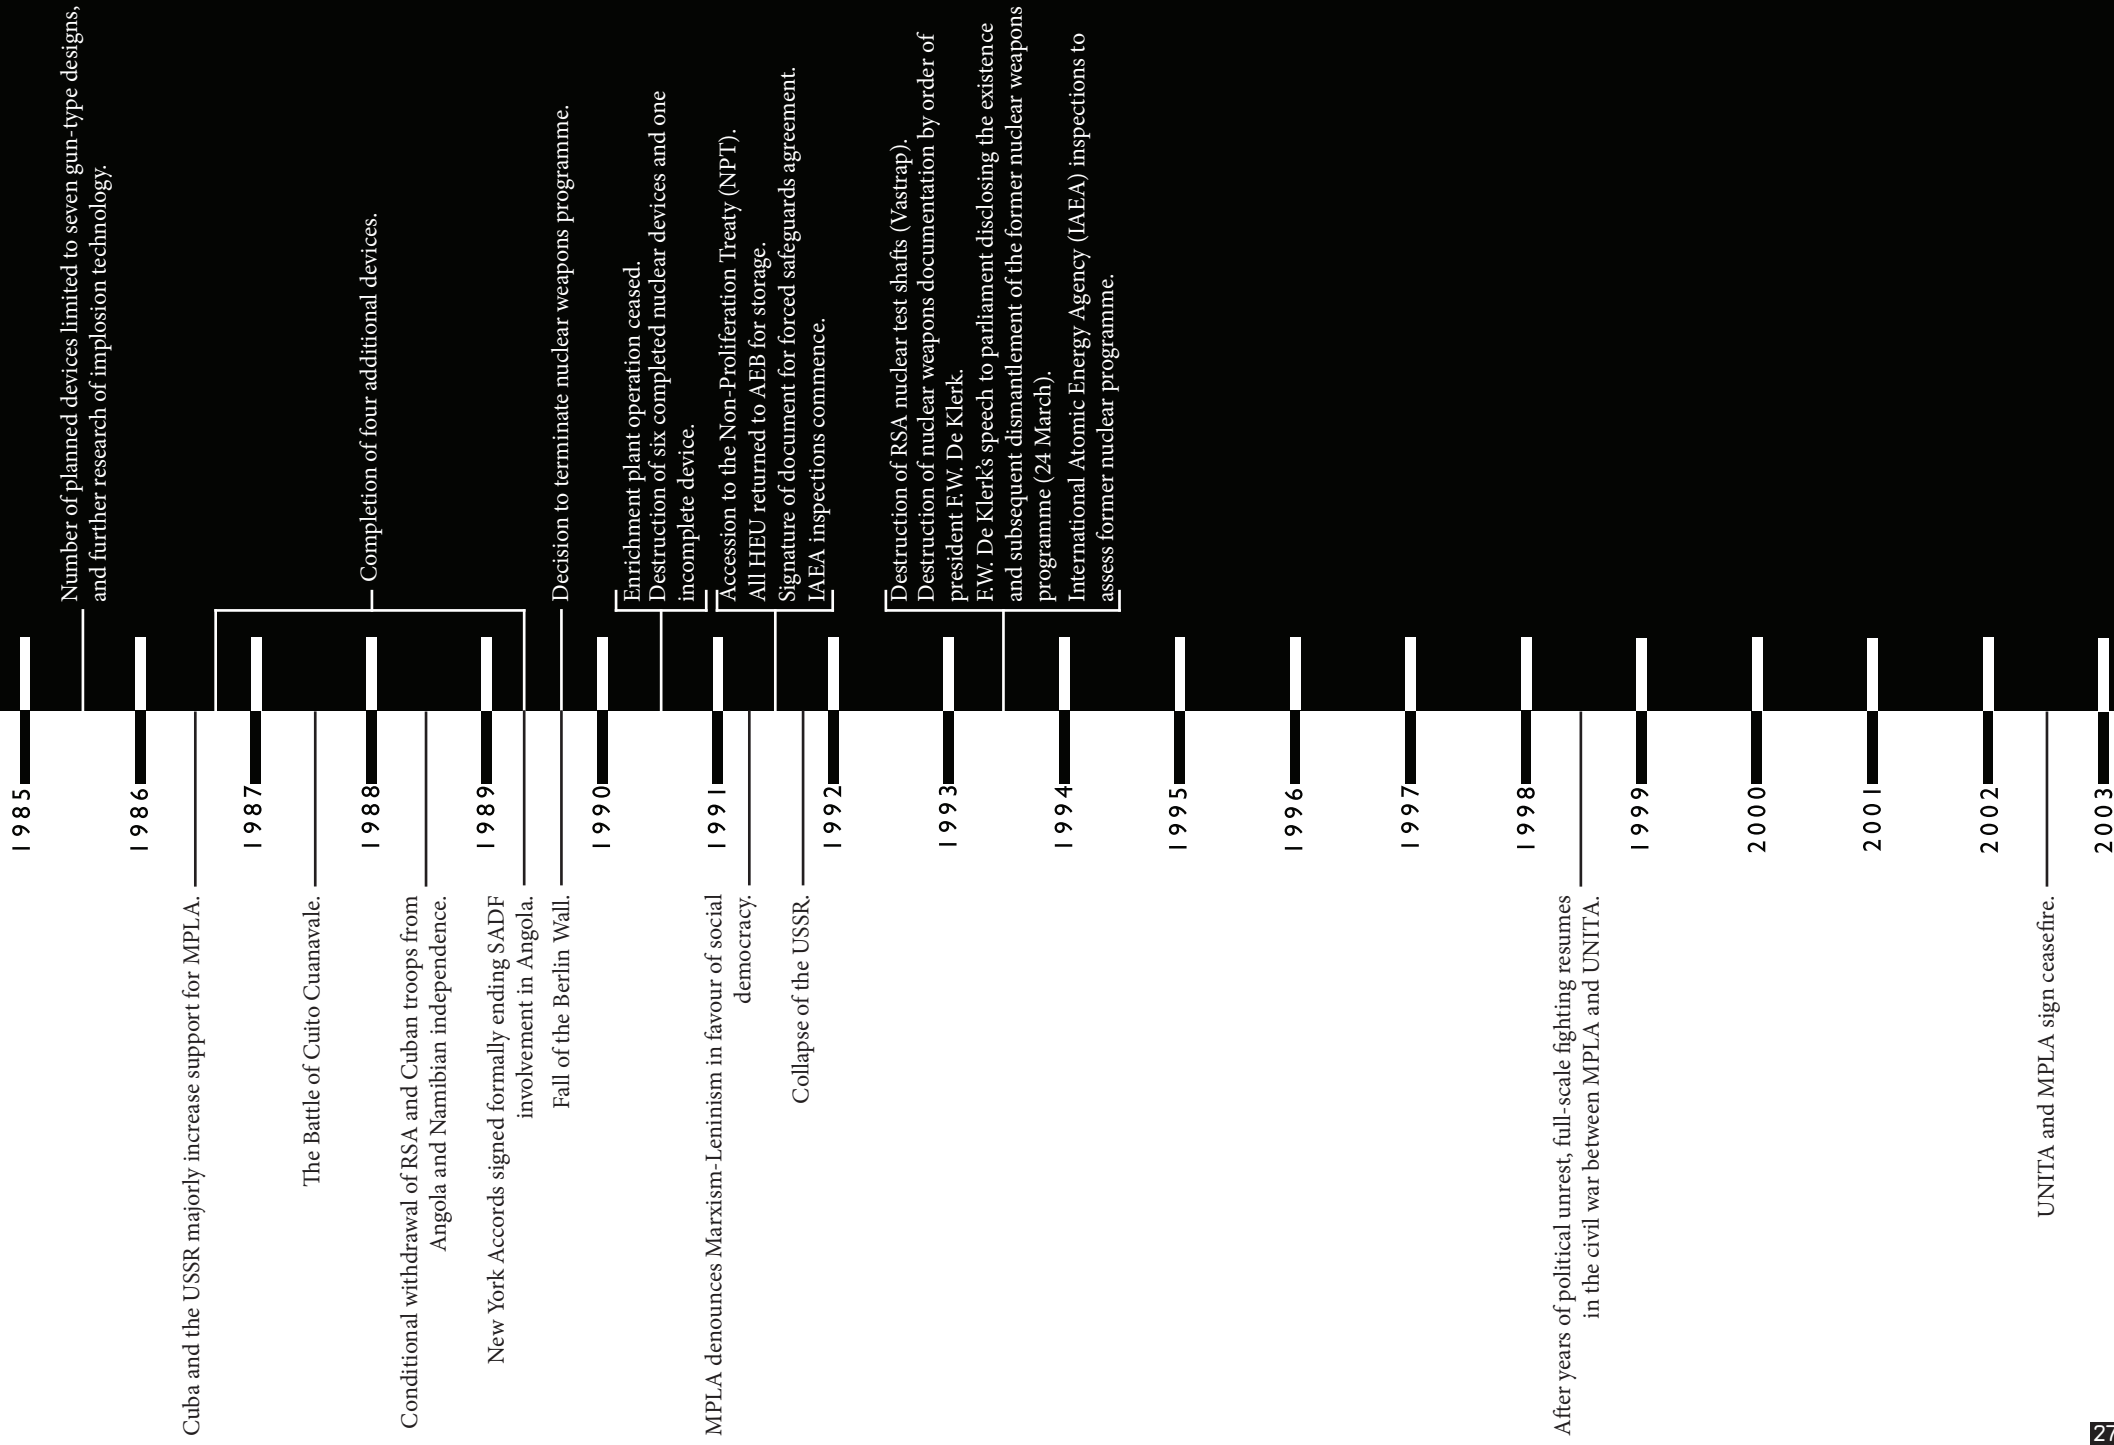 Number of planned devices limited to seven gun-type designs,
and further research of implosion technology.
Completion of four additional devices.
Decision to terminate nuclear weapons programme.
Enrichment plant operation ceased.
Destruction of six completed nuclear devices and one
incomplete device.
Accession to the Non-Proliferation Treaty (NPT).
All HEU returned to AEB for storage.
Signature of document for forced safeguards agreement.
IAEA inspections commence.
Destruction of RSA nuclear test shafts (Vastrap).
Destruction of nuclear weapons documentation by order of
president F.W. De Klerk.
F.W. De Klerk's speech to parliament disclosing the existence
and subsequent dismantlement of the former nuclear weapons
programme (24 March).
International Atomic Energy Agency (IAEA) inspections to
assess former nuclear programme.
1985
1986
1987
1988
1989
1990
1991
1992
1993
1994
1995
1996
1997
1998
1999
2000
2001
2002
2003
Cuba and the USSR majorly increase support for MPLA.
The Battle of Cuito Cuanavale.
Conditional withdrawal of RSA and Cuban troops from
Angola and Namibian independence.
New York Accords signed formally ending SADF
involvement in Angola.
Fall of the Berlin Wall.
MPLA denounces Marxism-Leninism in favour of social
democracy.
Collapse of the USSR.
After years of political unrest, full-scale fighting resumes
in the civil war between MPLA and UNITA.
UNITA and MPLA sign ceasefire.
27